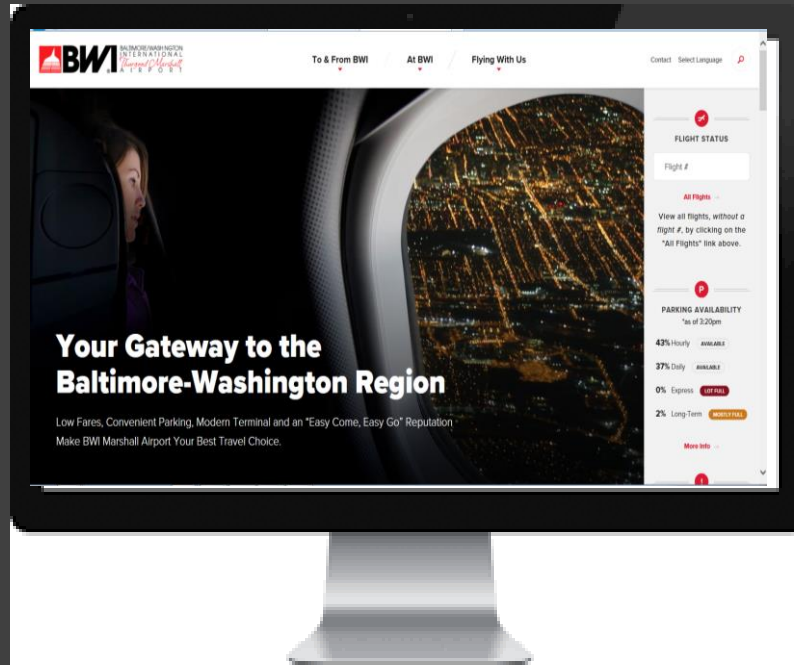 BWI
BALTIMORE/WASHINGTON
INTERNATIONAL
Thurgood Marshall
AIRPORT
To & From BWI
At BWI
Flying With Us
Contact Select Language
Your Gateway to the
Baltimore-Washington Region
Low Fares, Convenient Parking, Modern Terminal and an "Easy Come, Easy Go" Reputation
Make BWI Marshall Airport Your Best Travel Choice.
FLIGHT STATUS
Flight #
All Flights →
View all flights, without a
flight #, by clicking on the
"All Flights" link above.
P
PARKING AVAILABILITY
*as of 3:20pm
43% Hourly AVAILABLE
37% Daily AVAILABLE
0% Express LOT FULL
2% Long-Term MOSTLY FULL
More Info →